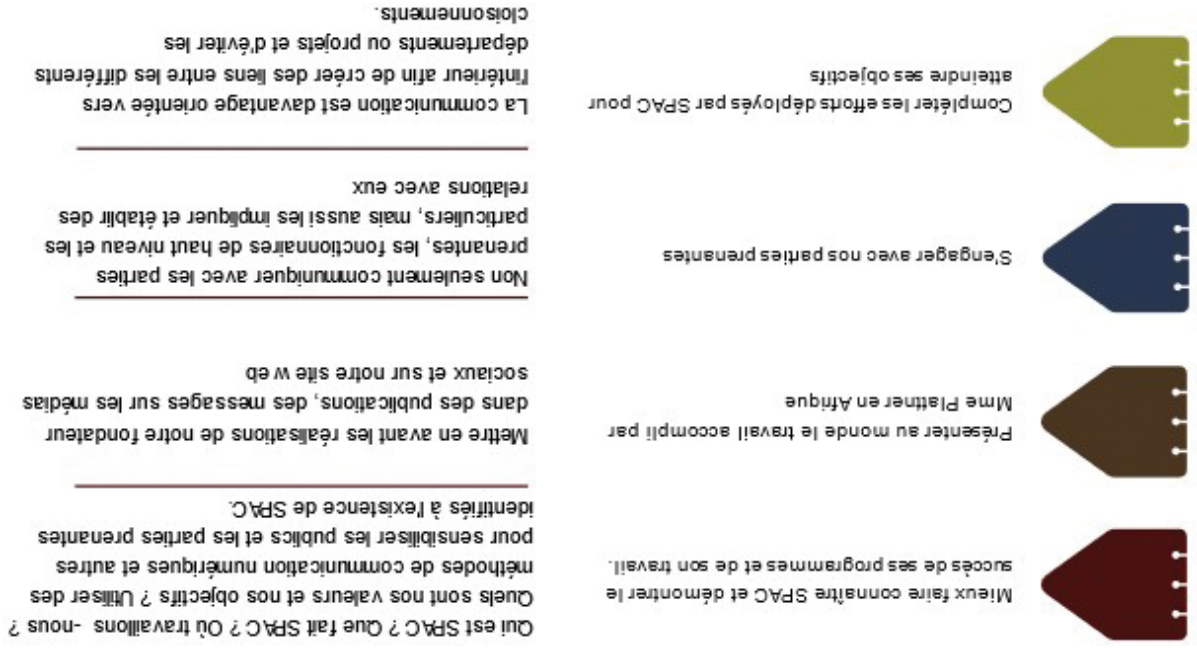 Mieux faire connaître SPAC et démontrer le
succès de ses programmes et de son travail.
Qui est SPAC ? Que fait SPAC ? Où travaillons -nous ?
Quels sont nos valeurs et nos objectifs ? Utiliser des
méthodes de communication numériques et autres
pour sensibiliser les publics et les parties prenantes
identifiés à l'existence de SPAC.
Présenter au monde le travail accompli par
Mme Plattner en Afrique
Mettre en avant les réalisations de notre fondateur
dans des publications, des messages sur les médias
sociaux et sur notre site web
S'engager avec nos parties prenantes
Non seulement communiquer avec les parties
prenantes, les fonctionnaires de haut niveau et les
particuliers, mais aussi les impliquer et établir des
relations avec eux
Compléter les efforts déployés par SPAC pour
atteindre ses objectifs
La communication est davantage orientée vers
l'intérieur afin de créer des liens entre les différents
départements ou projets et d'éviter les
cloisonnements.